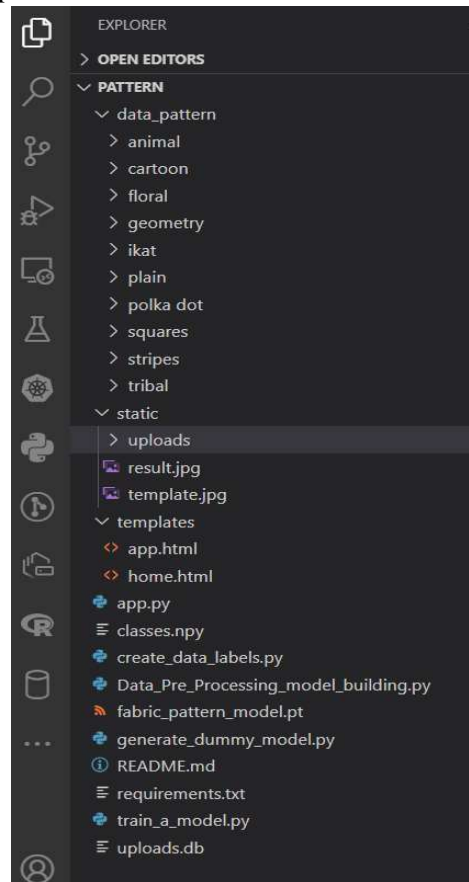 EXPLORER
> OPEN EDITORS
PATTERN
data_pattern
> animal
> cartoon
> floral
> geometry
> ikat
> plain
> polka dot
> squares
> stripes
> tribal
static
> uploads
result.jpg
template.jpg
templates
<> app.html
<> home.html
app.py
classes.npy
create_data_labels.py
Data_Pre_Processing_model_building.py
fabric_pattern_model.pt
generate_dummy_model.py
README.md
requirements.txt
train_a_model.py
uploads.db